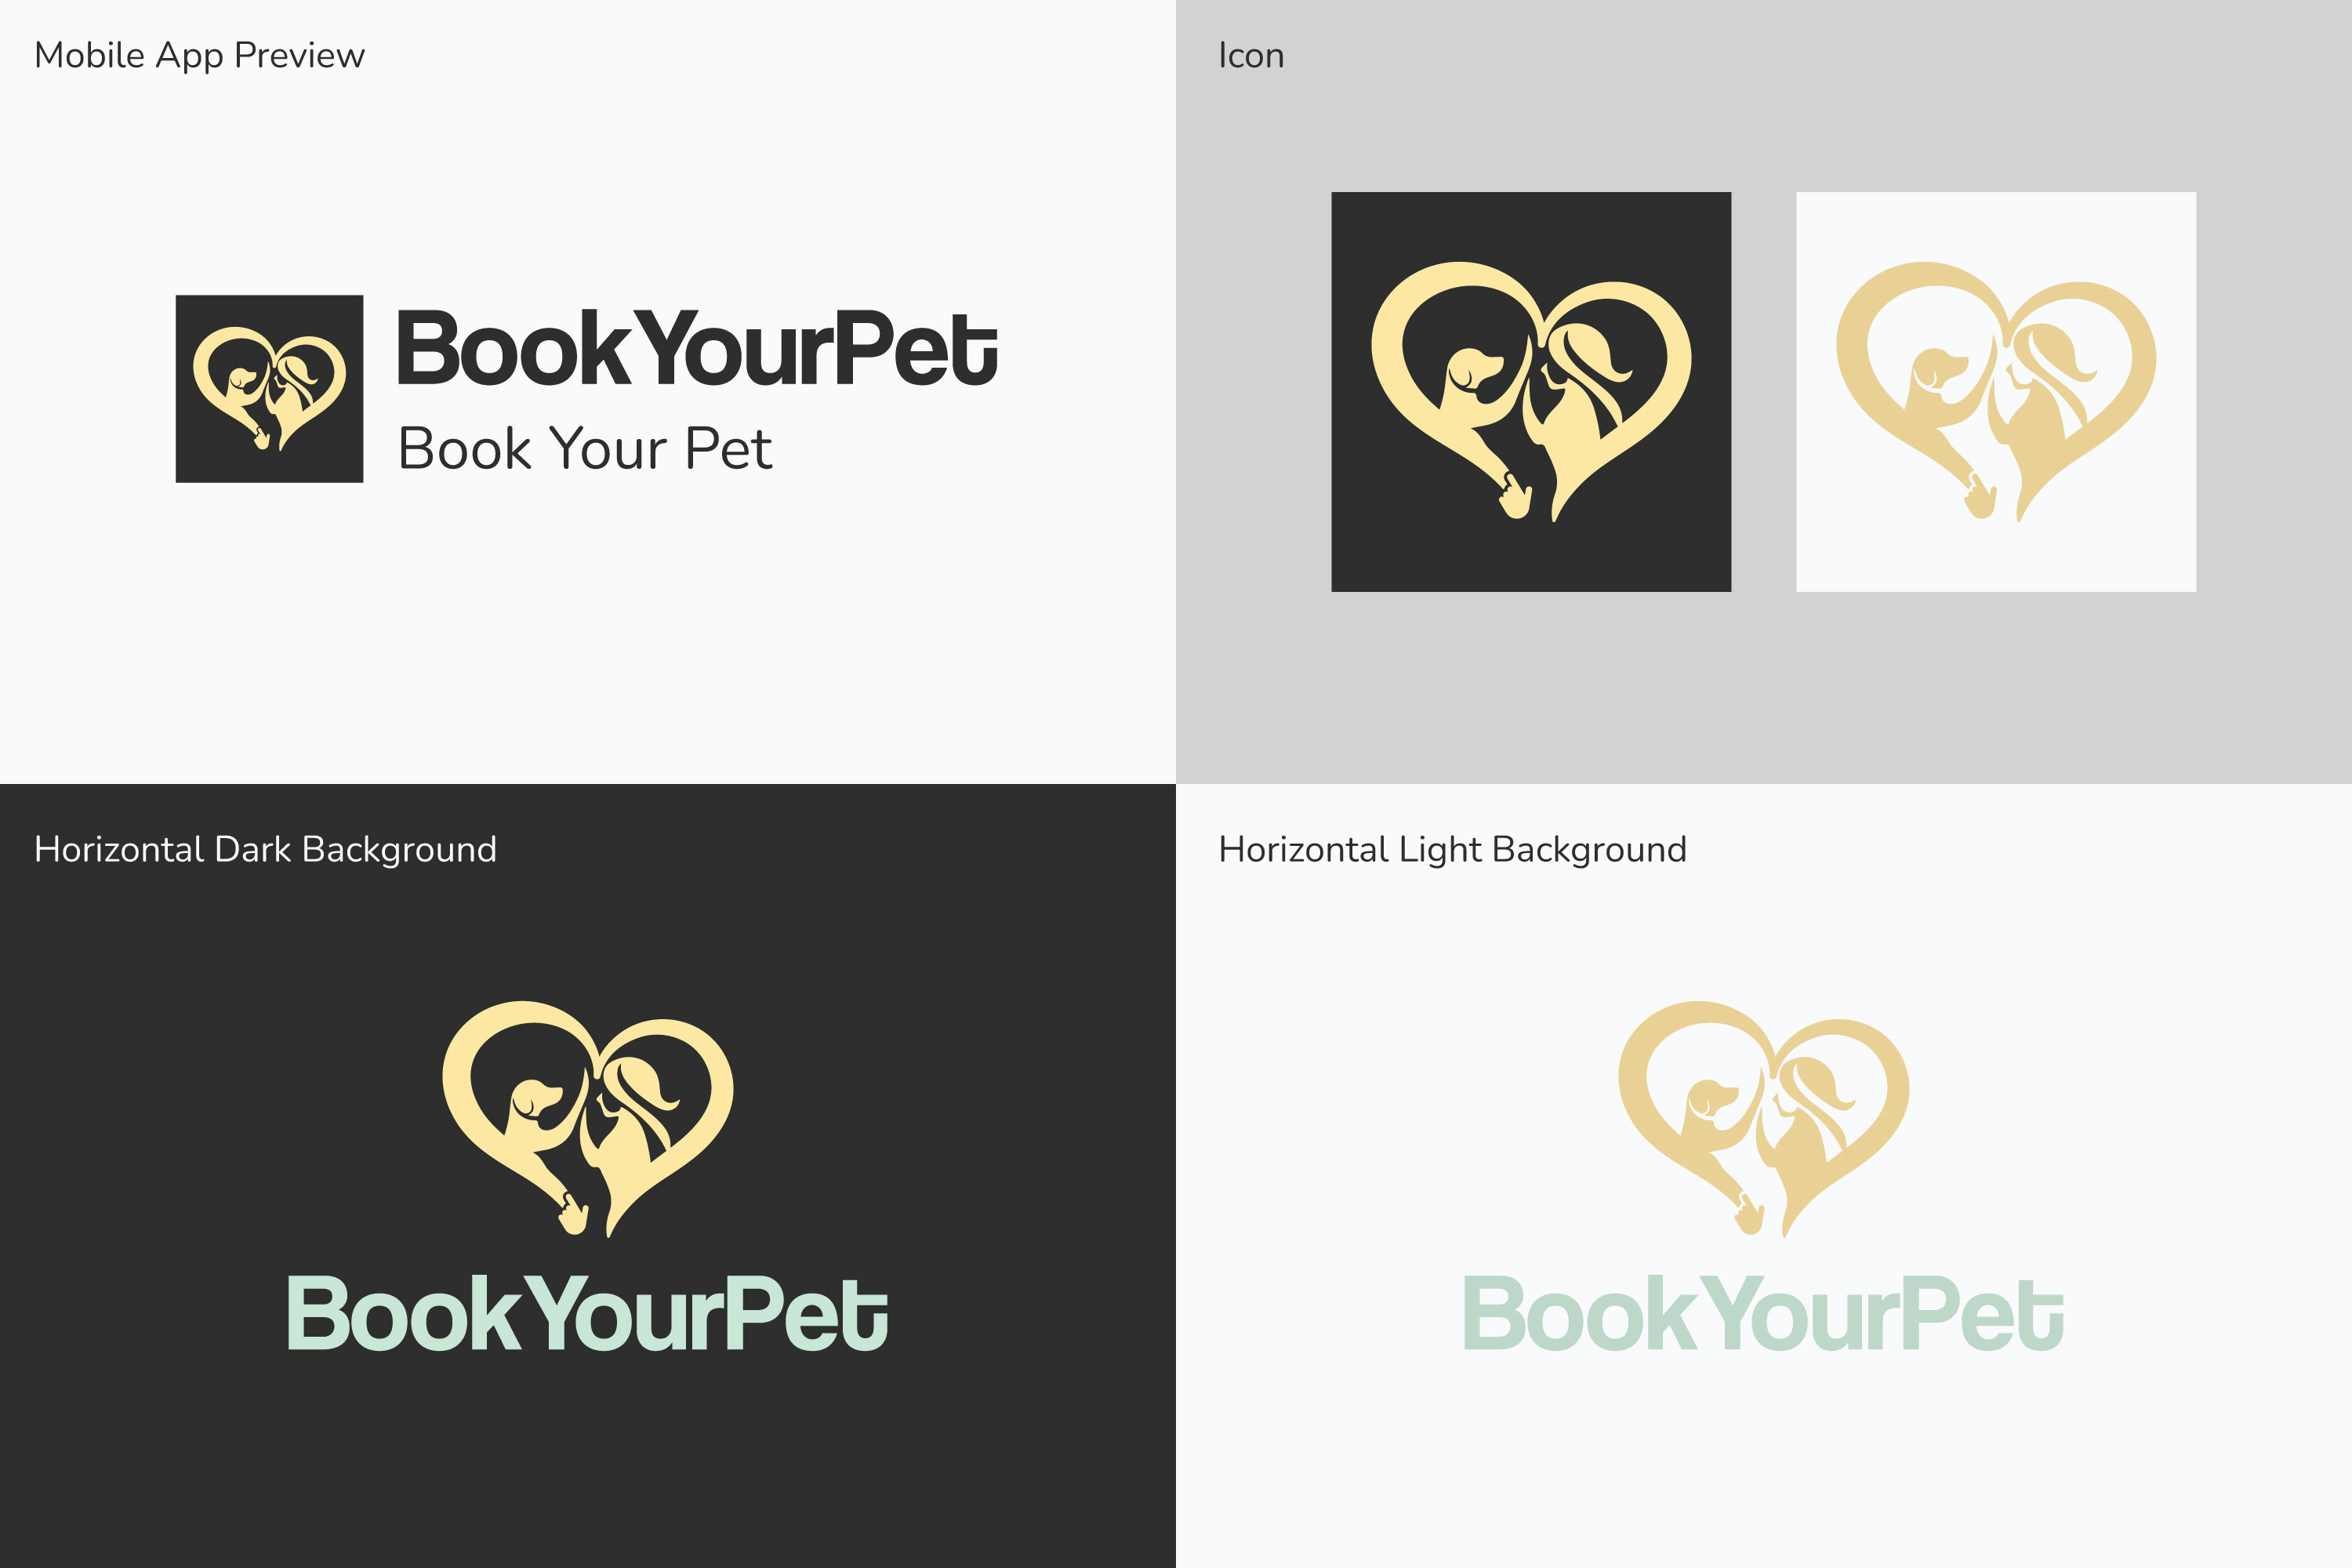 Mobile App Preview
BookYourPet
Book Your Pet
Icon
Horizontal Dark Background
BookYourPet
Horizontal Light Background
BookYourPet